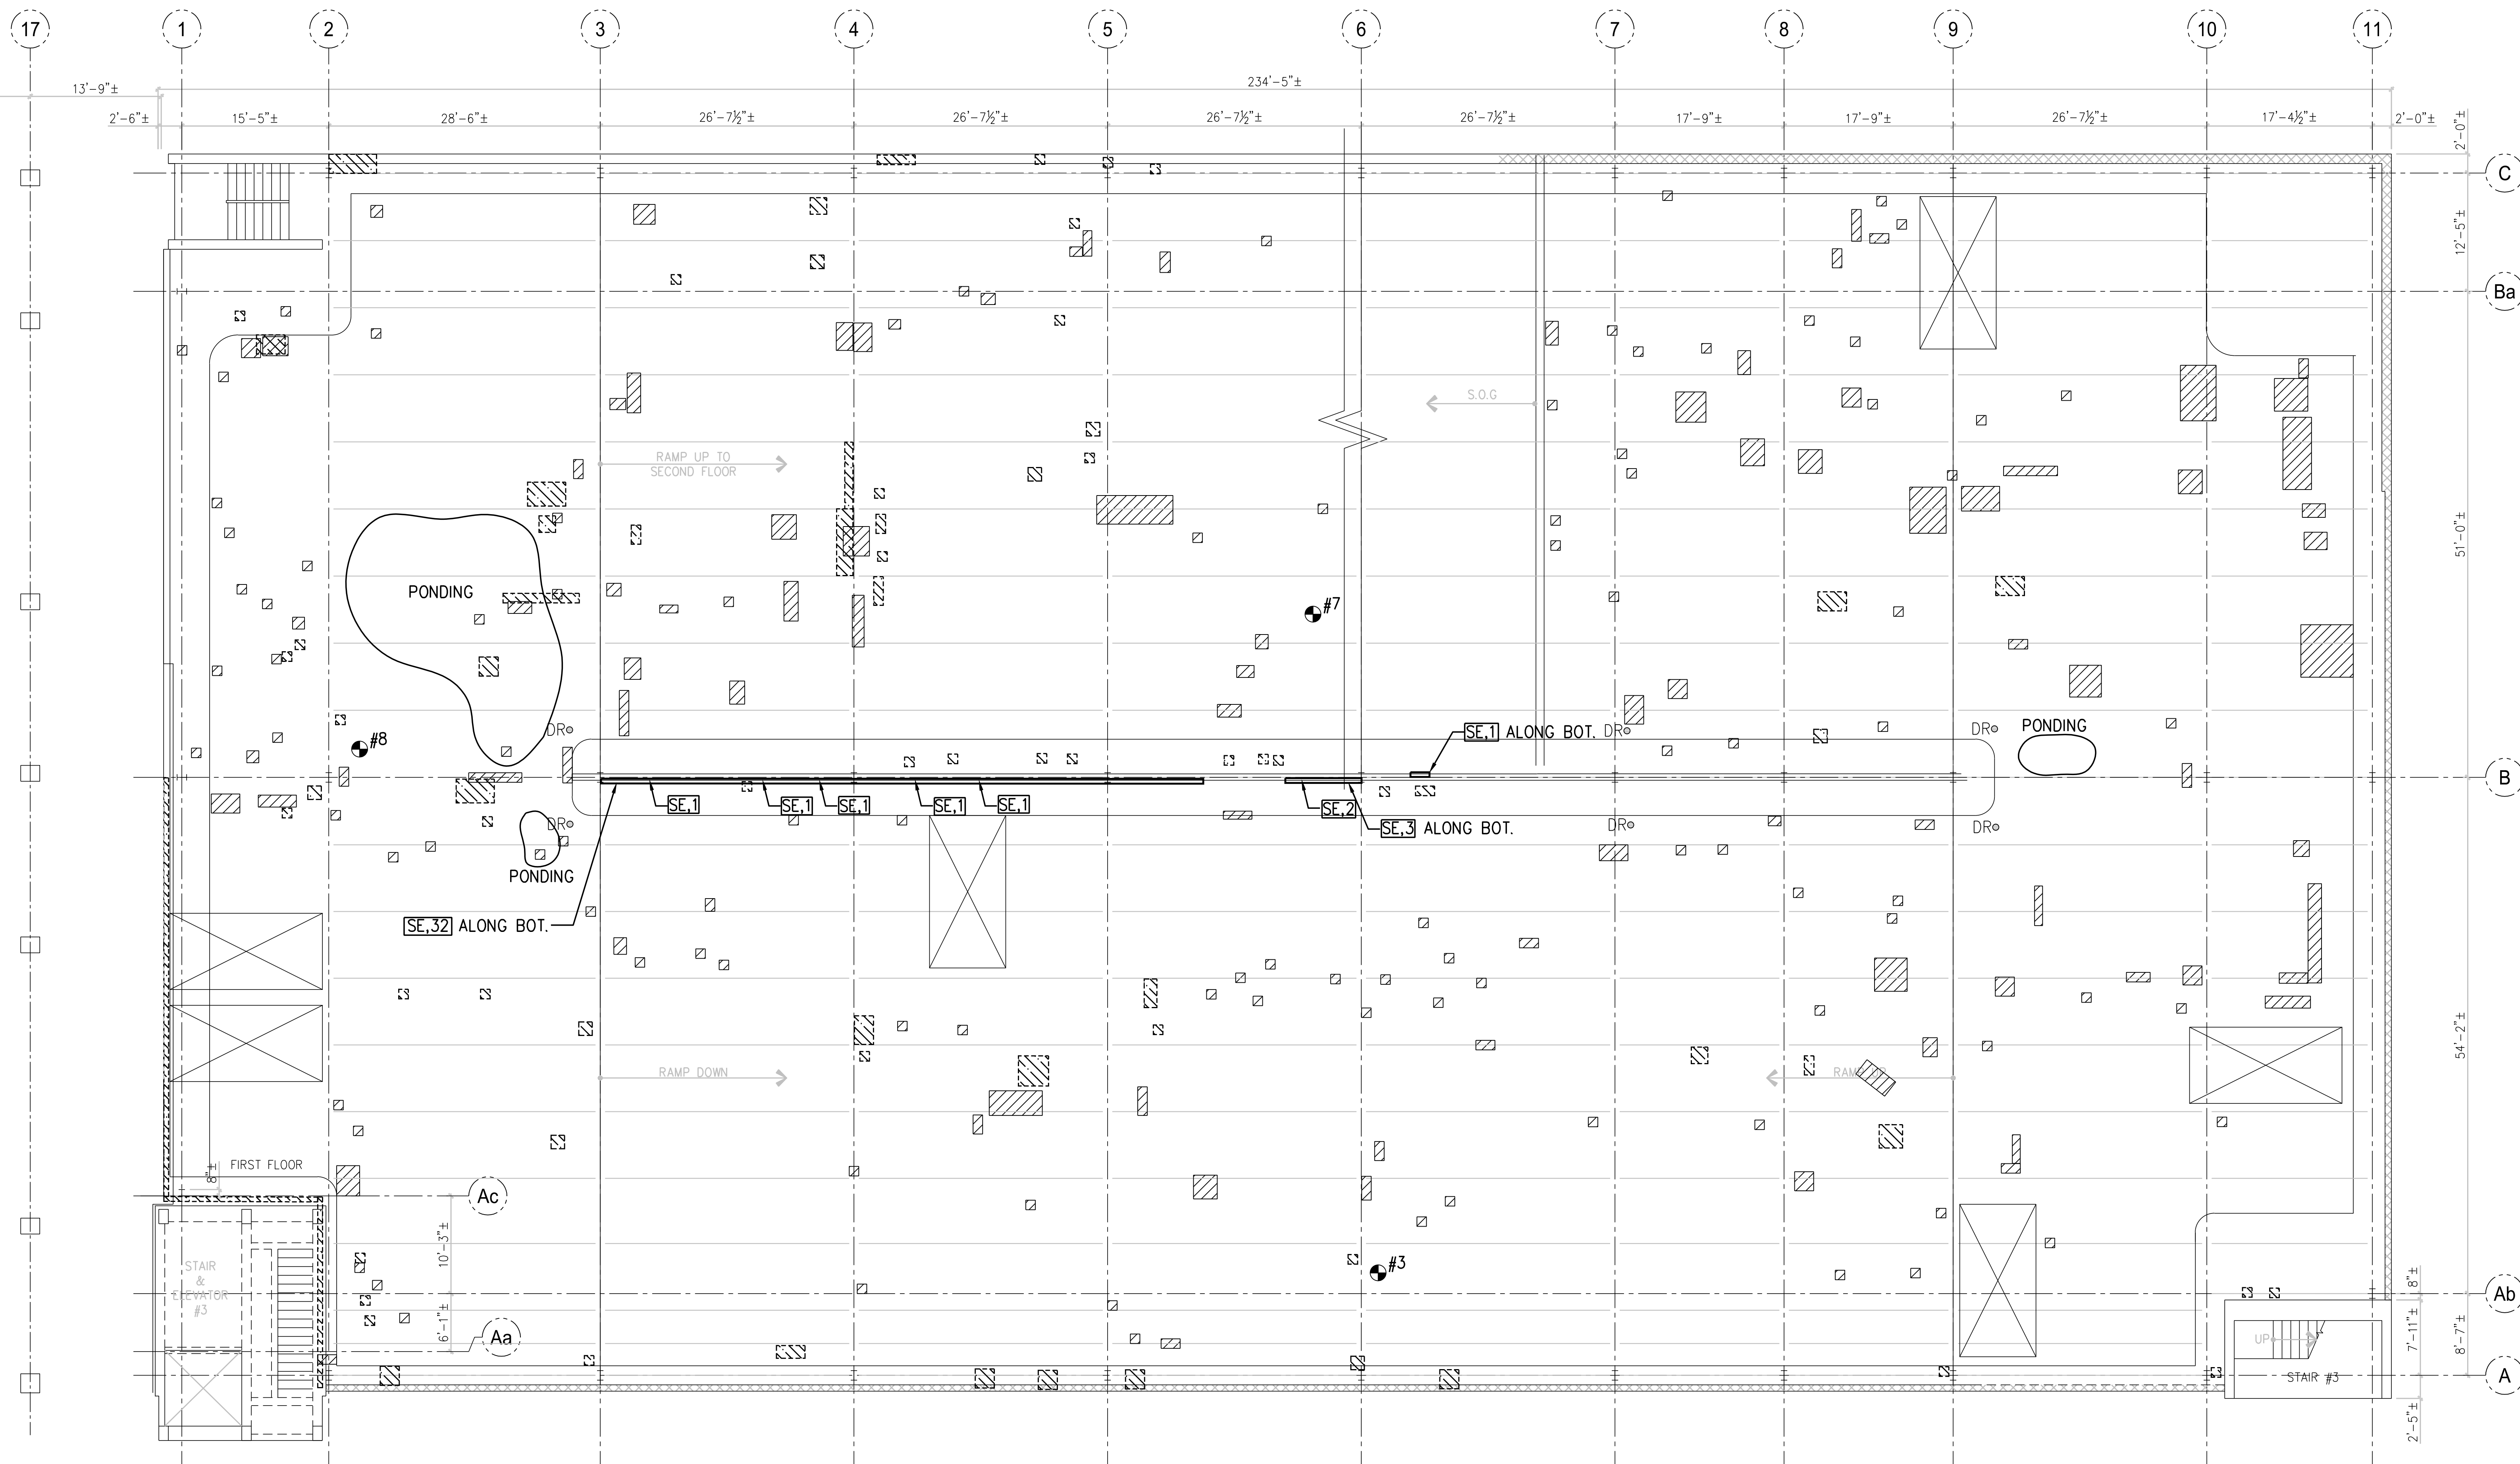 17 1 2 3 4 5 6 7 8 9 10 11
234'-5"±
13'-9"±
2'-6"± 15'-5"± 28'-6"± 26'-7½"± 26'-7½"± 26'-7½"± 26'-7½"± 17'-9"± 17'-9"± 26'-7½"± 17'-4½"± 2'-0"±
2'-0"±
C
12'-5"±
Ba
S.O.G
RAMP UP TO
SECOND FLOOR
51'-0"±
PONDING
#7
#8
DR
SE,1 ALONG BOT.
DR
DR
PONDING
B
SE,1
SE,1
SE,1
SE,1
SE,1
SE,2
SE,3 ALONG BOT.
DR
DR
DR
PONDING
SE,32 ALONG BOT.
54'-2"±
RAMP DOWN
RAMP UP
FIRST FLOOR
8"±
Ac
10'-3"±
STAIR
&
ELEVATOR
#3
#3
8"±
Ab
6'-1"±
Aa
UP
7'-11"±
8'-7"±
STAIR #3
A
2'-5"±